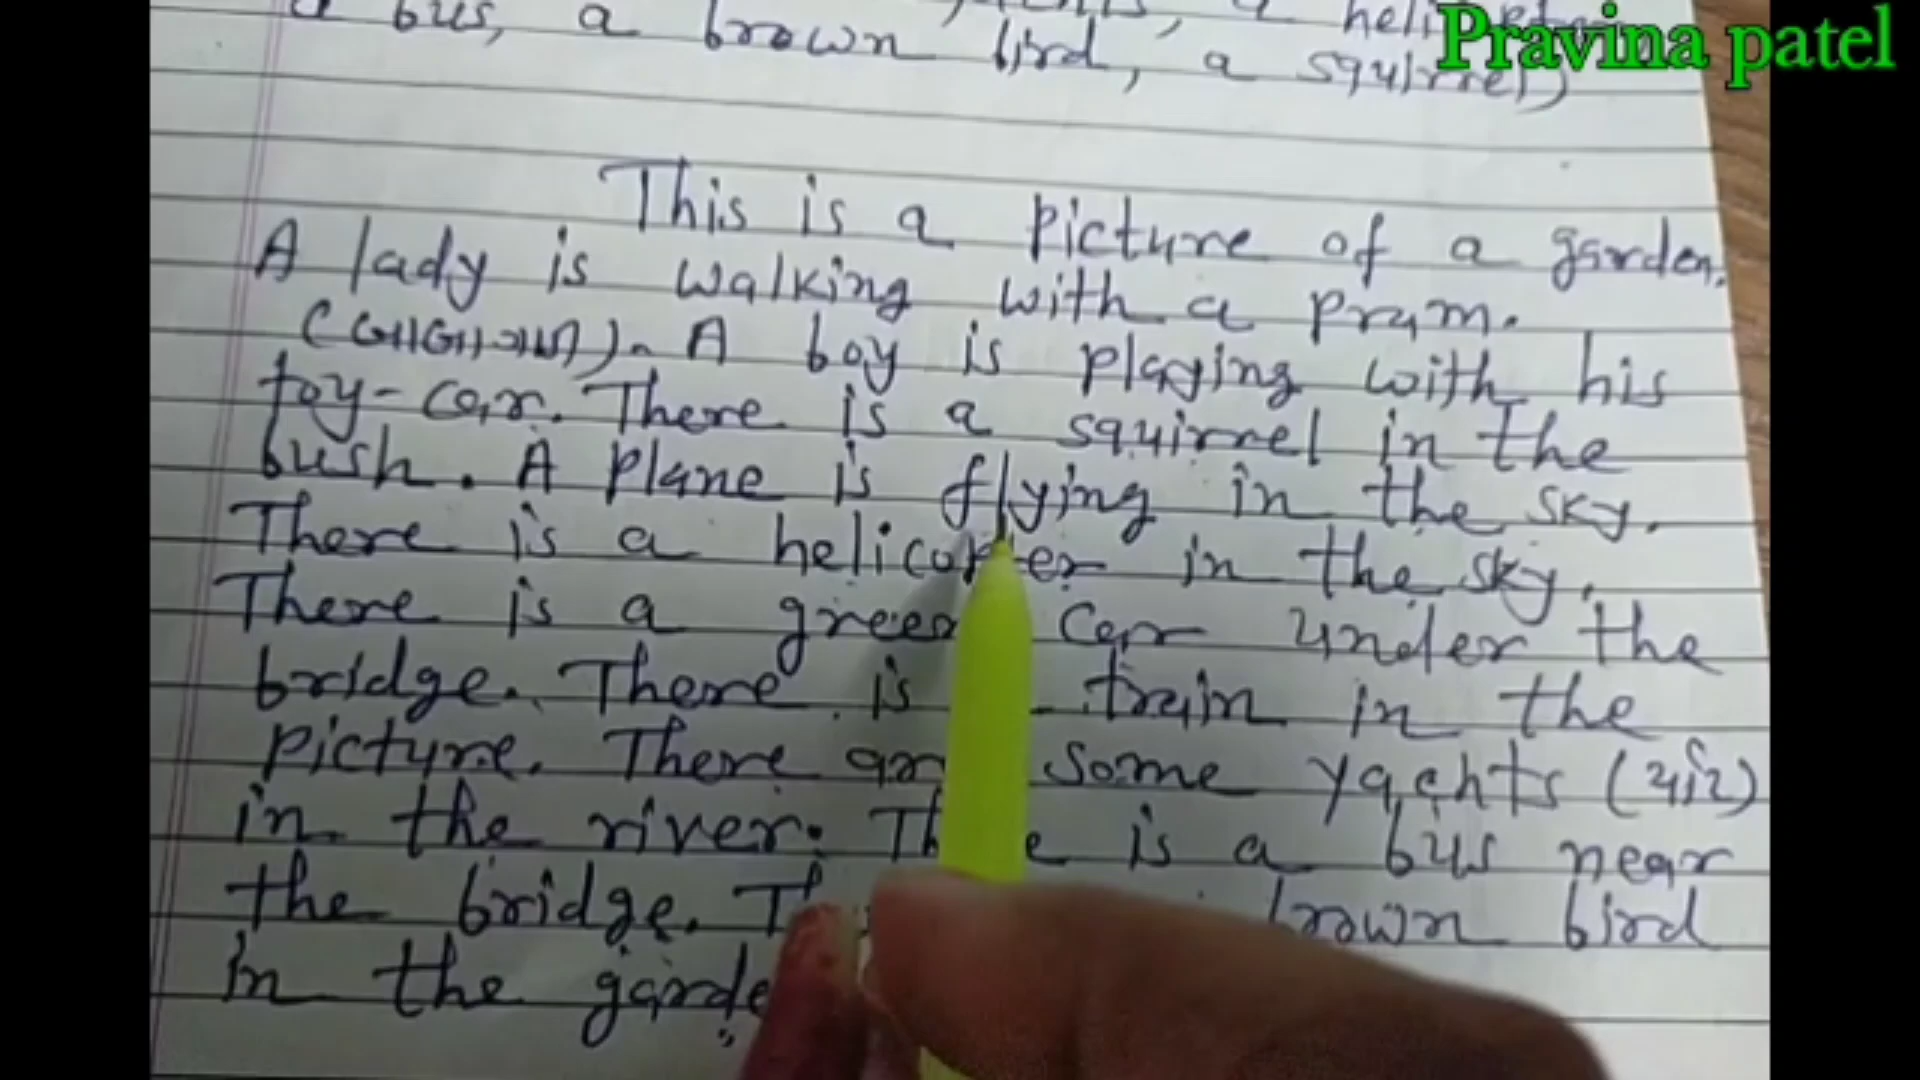 a bus, a brown bird, a squirrel)
Pravina patel
This is a picture of a garden.
A lady is walking with a pram.
(બાબાગાડી). A boy is playing with his
toy-car. There is a squirrel in the
bush. A plane is flying in the sky.
There is a helicopter in the sky.
There is a green car under the
bridge. There is train in the
picture. There are some yachts
in the river. There is a bus near
the bridge. brown bird
in the garde